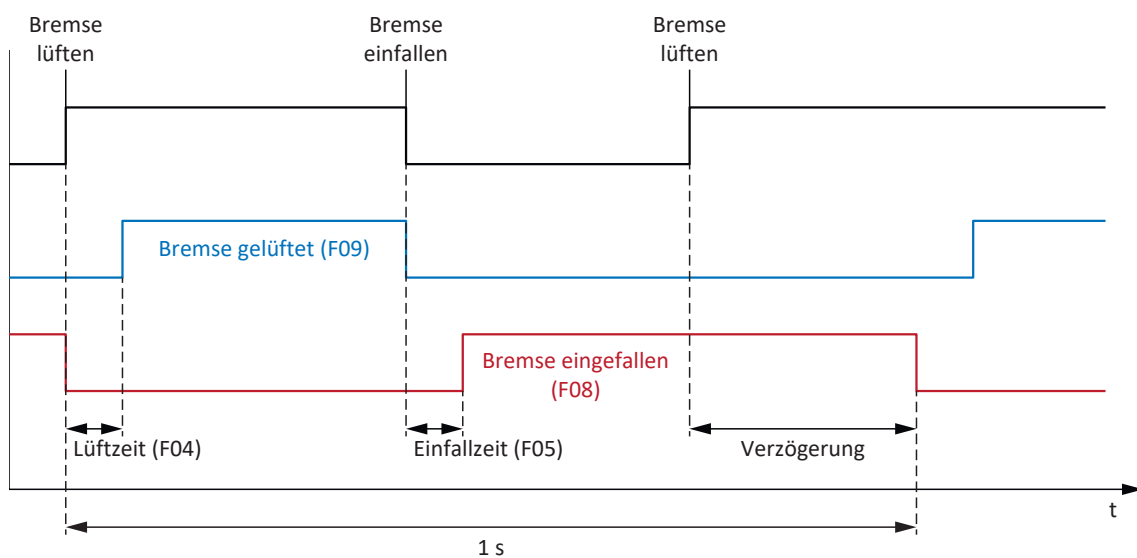 Bremse
lüften
Bremse
einfallen
Bremse
lüften
Bremse gelüftet (F09)
Bremse eingefallen
(F08)
Lüftzeit (F04)
Einfallzeit (F05)
Verzögerung
t
1 s